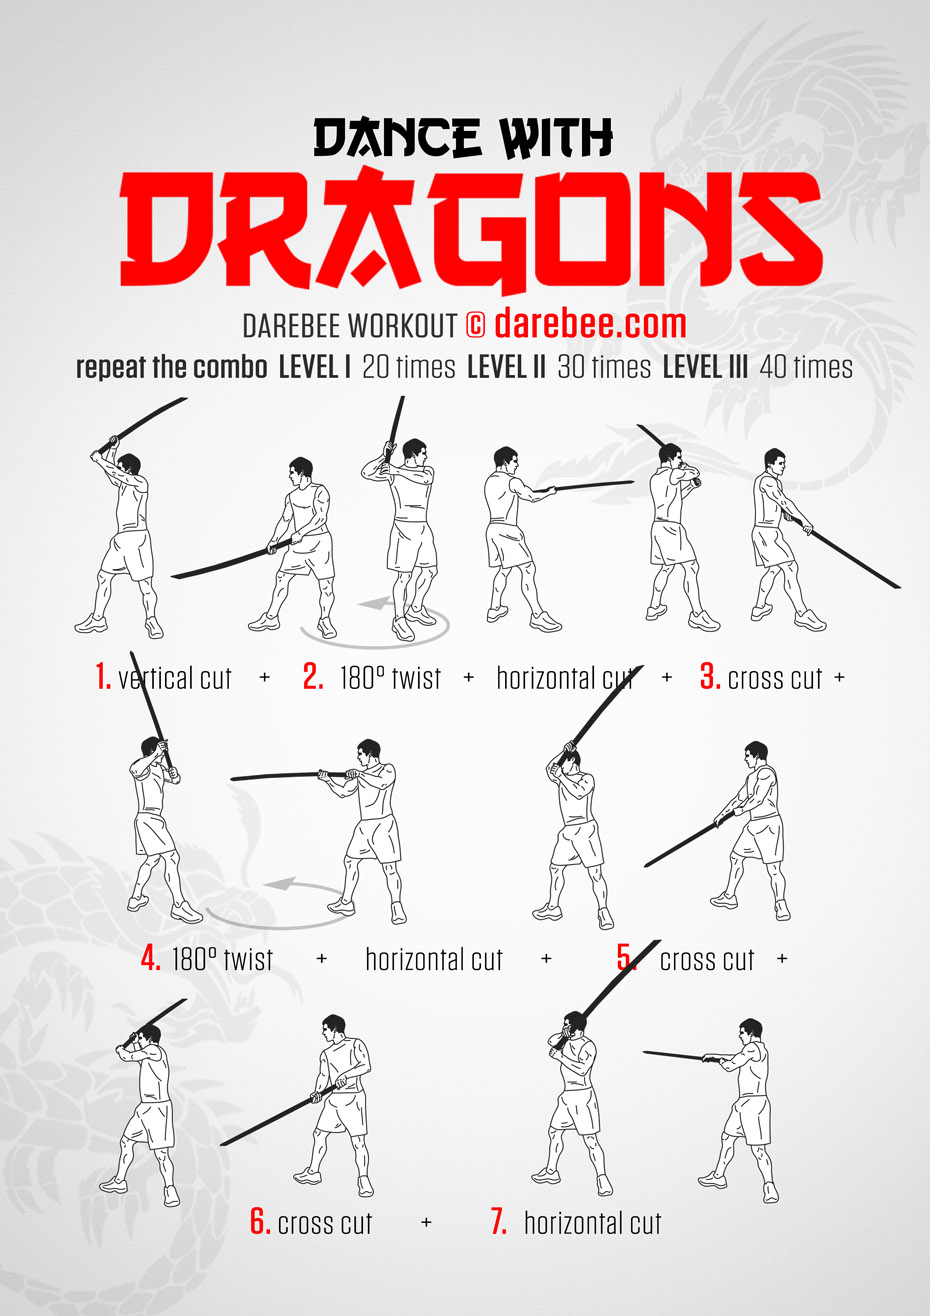 DANCE WITH
DRAGONS
DAREBEE WORKOUT © darebee.com
repeat the combo LEVEL I 20 times LEVEL II 30 times LEVEL III 40 times
1. vertical cut + 2. 180º twist + horizontal cut + 3. cross cut +
4. 180º twist + horizontal cut + 5. cross cut +
6. cross cut + 7. horizontal cut